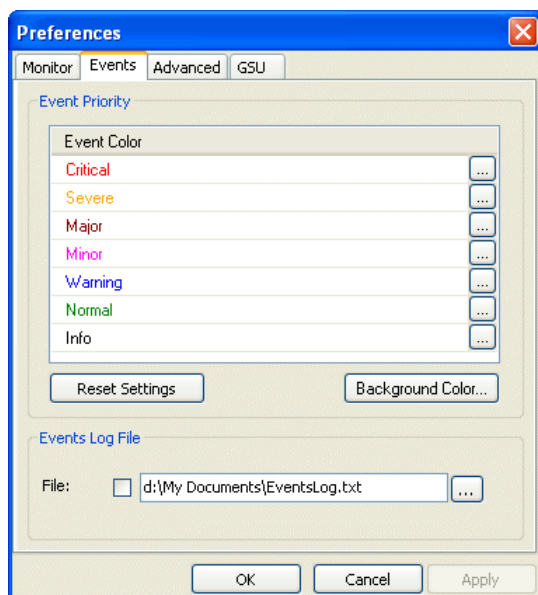 Preferences
Monitor Events Advanced GSU
Event Priority
Event Color
Critical ...
Severe ...
Major ...
Minor ...
Warning ...
Normal ...
Info ...
Reset Settings Background Color...
Events Log File
File: d:\My Documents\EventsLog.txt ...
OK Cancel Apply